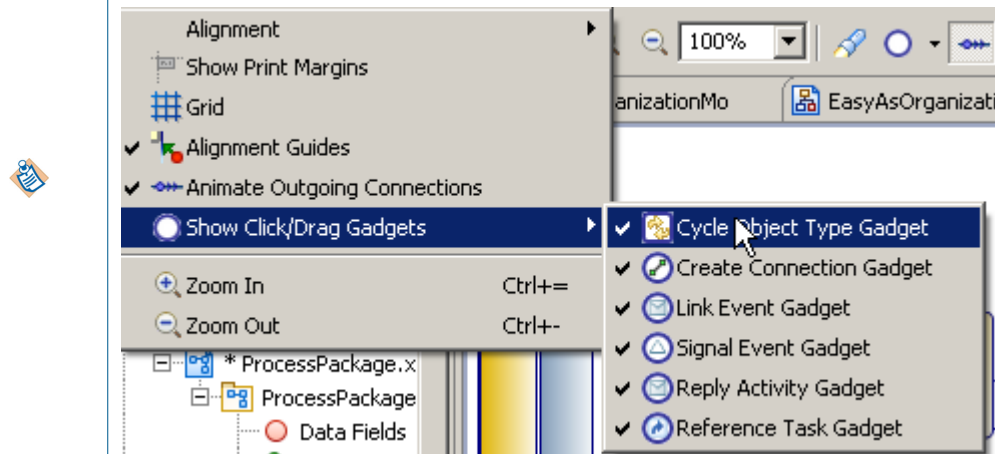 Alignment
100%
Show Print Margins
Grid
anizationMo
EasyAsOrganizati
Alignment Guides
Animate Outgoing Connections
Show Click/Drag Gadgets
Cycle Object Type Gadget
Create Connection Gadget
Zoom In Ctrl+=
Link Event Gadget
Zoom Out Ctrl+-
Signal Event Gadget
* ProcessPackage.x
Reply Activity Gadget
ProcessPackage
Data Fields
Reference Task Gadget